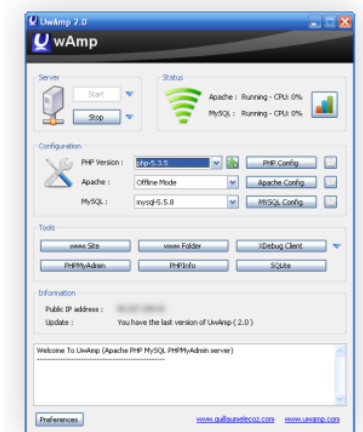 UwAmp 2.0
wAmp
Server
Start
Stop
Status
Apache : Running - CPU: 0%
MySQL : Running - CPU: 0%
Configuration
PHP Version : php-5.3.5 PHP Config
Apache : Offline Mode Apache Config
MySQL : mysql-5.5.8 MYSQL Config
Tools
www Site www Folder XDebug Client
PHPMyAdmin PHPInfo SQLite
Information
Public IP address :
Update : You have the last version of UwAmp ( 2.0 )
Welcome To UwAmp (Apache PHP MySQL PHPMyAdmin server)
--------------------------------------------
Preferences www.guillaumelecoz.com www.uwamp.com